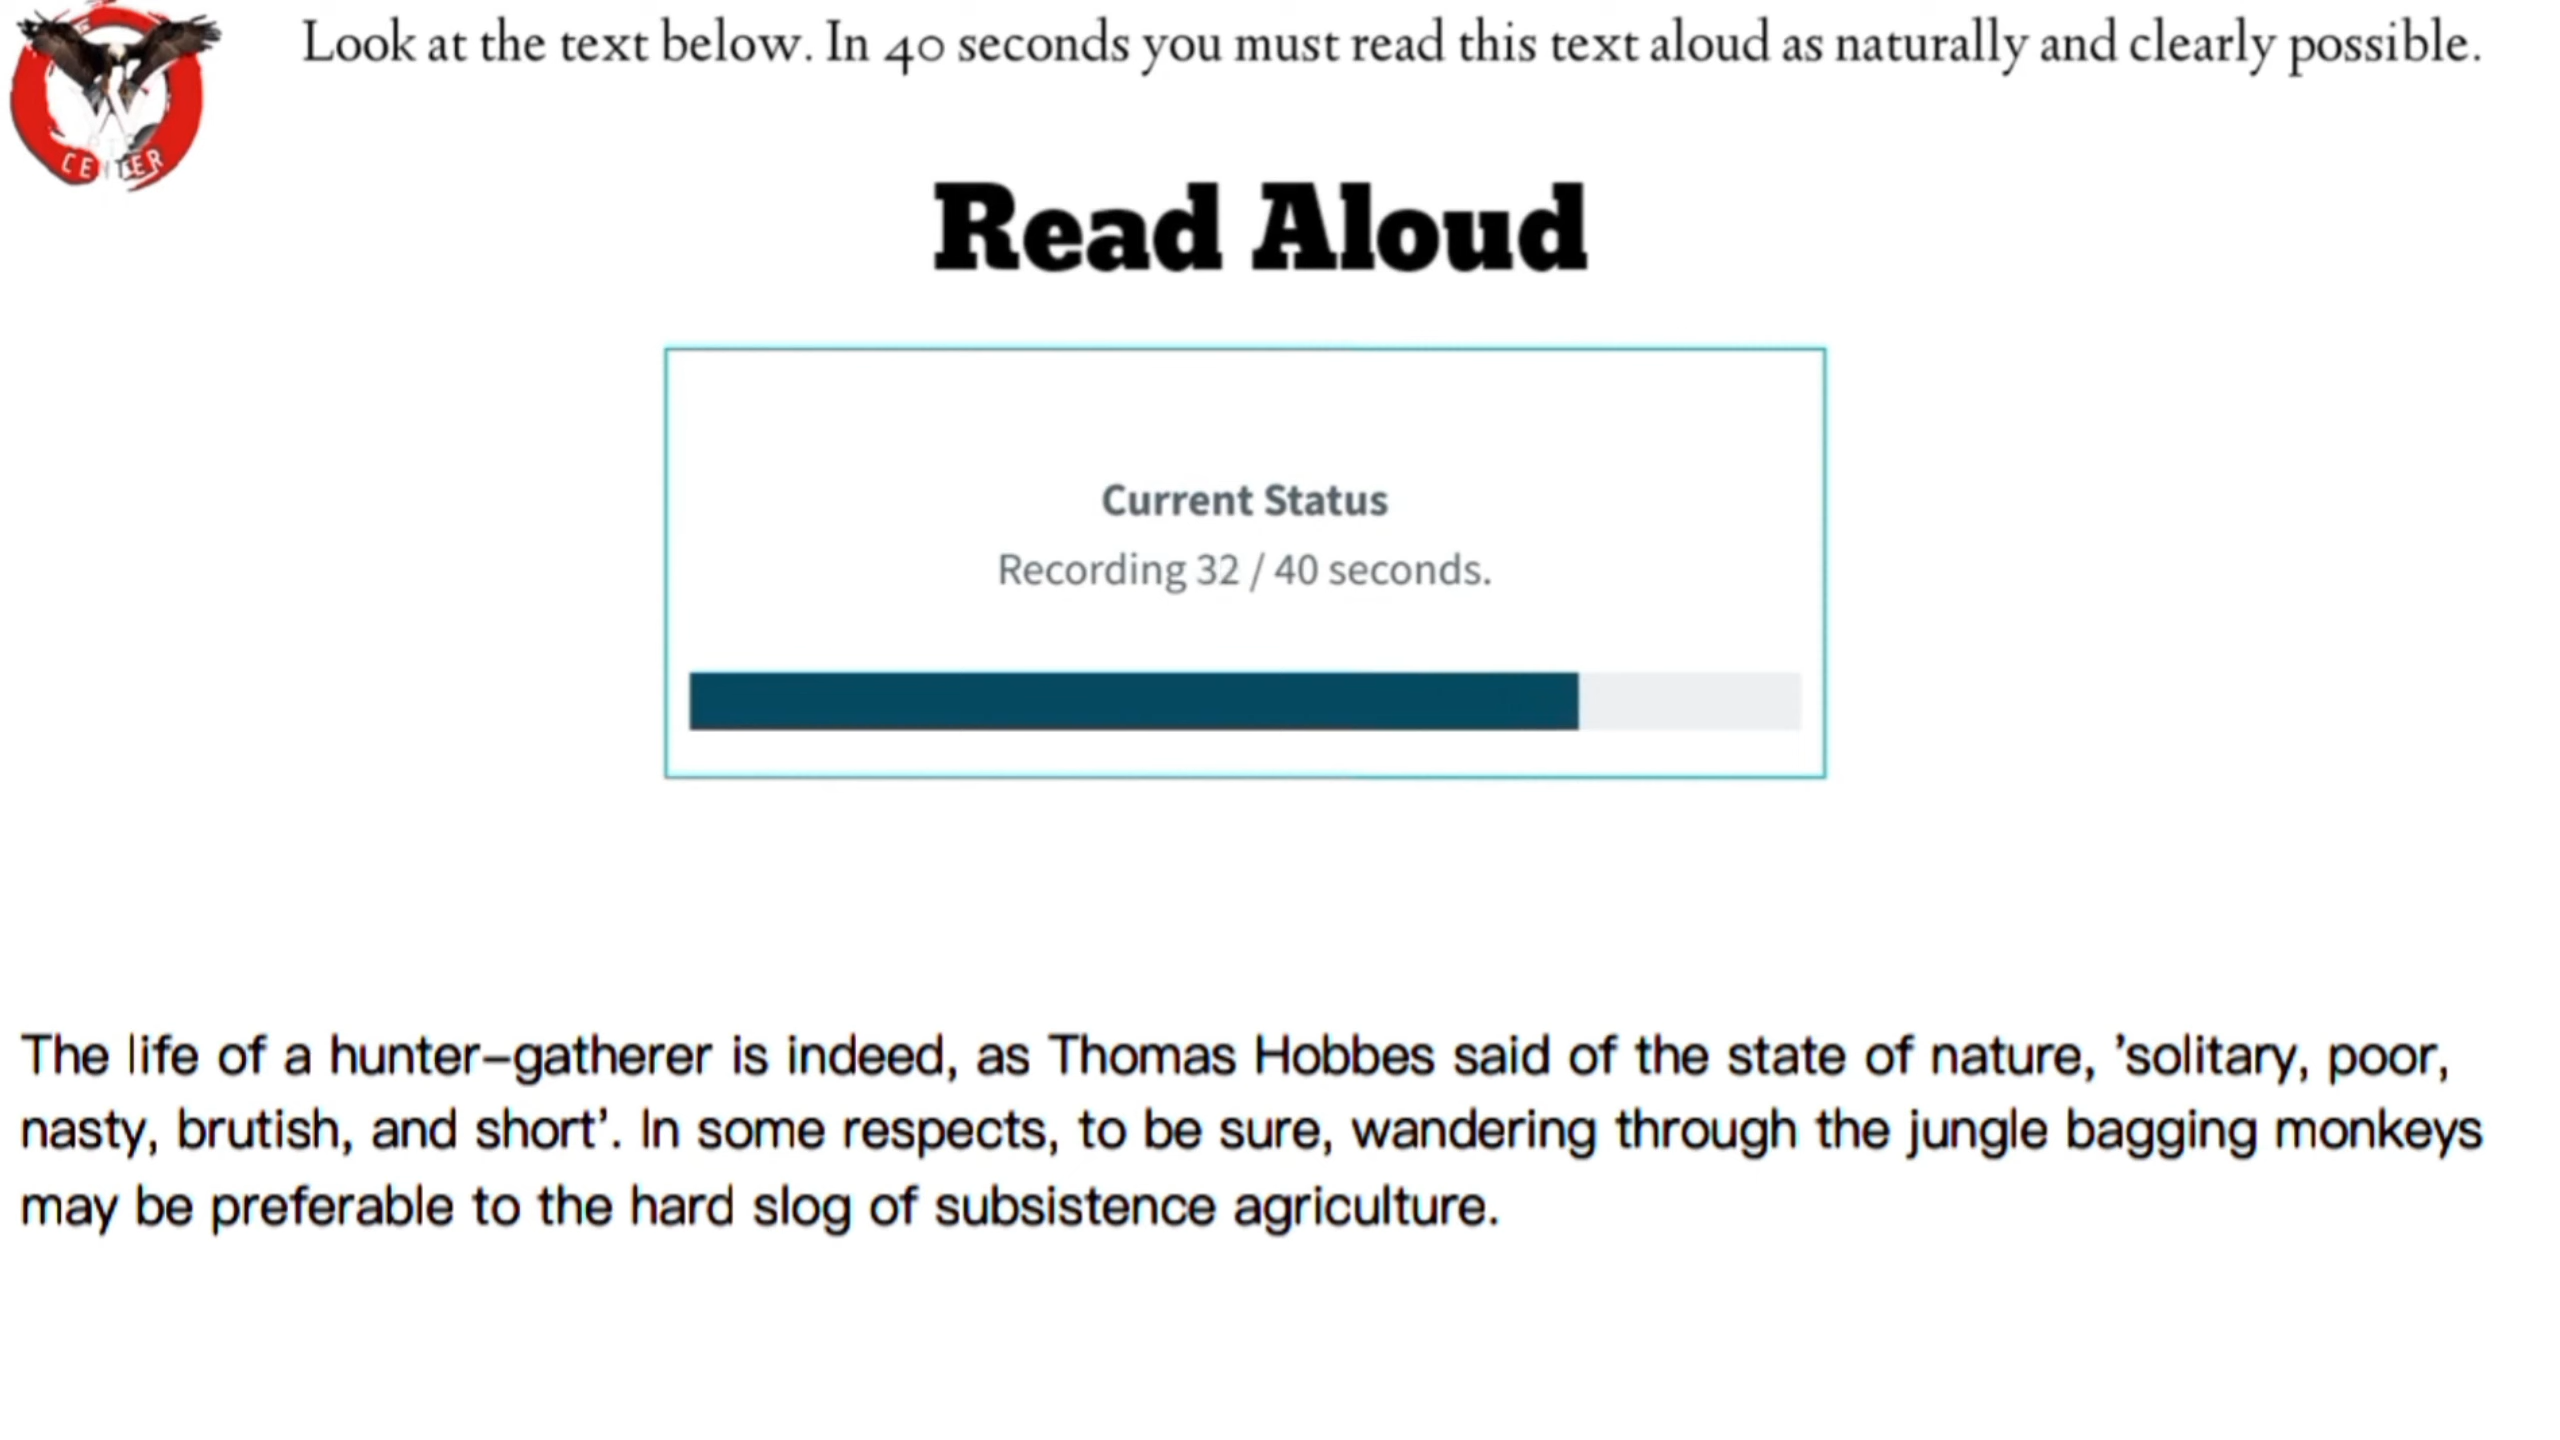 Look at the text below. In 40 seconds you must read this text aloud as naturally and clearly possible.
CENTER
Read Aloud
Current Status
Recording 32 / 40 seconds.
The life of a hunter–gatherer is indeed, as Thomas Hobbes said of the state of nature, ’solitary, poor,
nasty, brutish, and short’. In some respects, to be sure, wandering through the jungle bagging monkeys
may be preferable to the hard slog of subsistence agriculture.